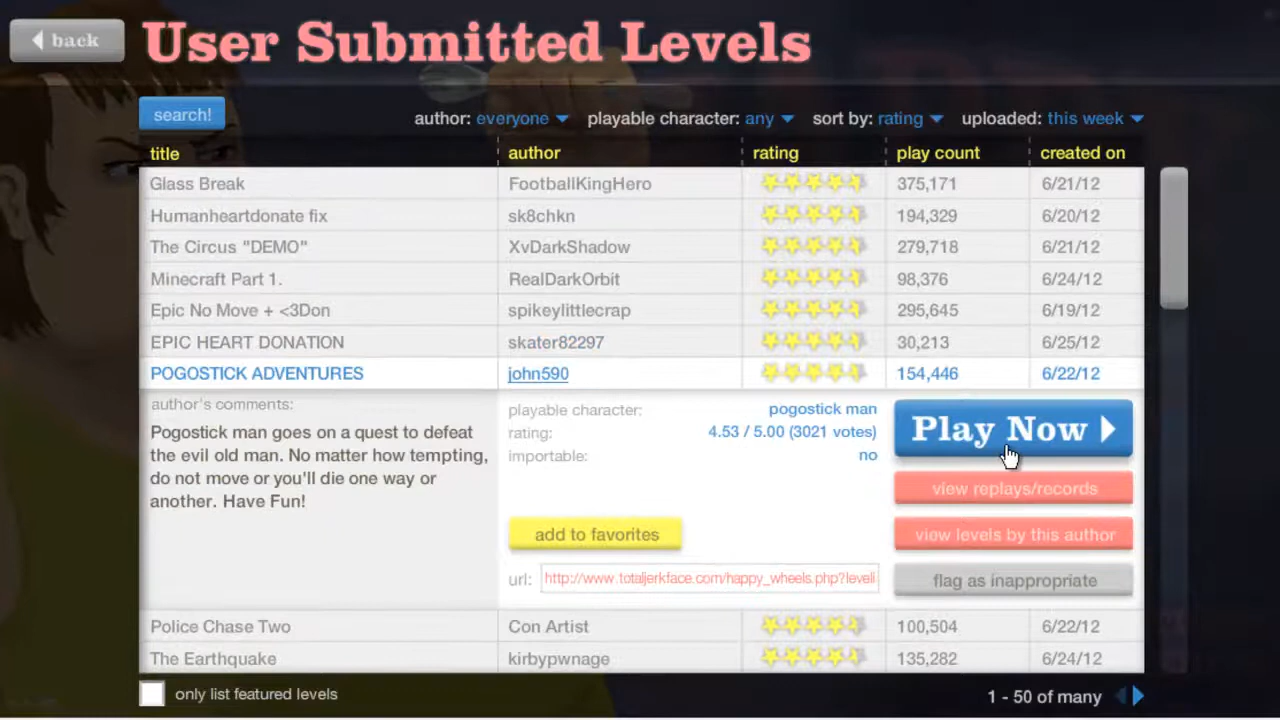 back
User Submitted Levels
search!
author: everyone playable character: any sort by: rating uploaded: this week
title author rating play count created on
Glass Break FootballKingHero 375,171 6/21/12
Humanheartdonate fix sk8chkn 194,329 6/20/12
The Circus "DEMO" XvDarkShadow 279,718 6/21/12
Minecraft Part 1. RealDarkOrbit 98,376 6/24/12
Epic No Move + <3Don spikeylittlecrap 295,645 6/19/12
EPIC HEART DONATION skater82297 30,213 6/25/12
POGOSTICK ADVENTURES john590 154,446 6/22/12
author's comments:
Pogostick man goes on a quest to defeat
the evil old man. No matter how tempting,
do not move or you'll die one way or
another. Have Fun!
playable character: pogostick man
rating: 4.53 / 5.00 (3021 votes)
importable: no
add to favorites
url: http://www.totaljerkface.com/happy_wheels.php?leveli
Play Now
view replays/records
view levels by this author
flag as inappropriate
Police Chase Two Con Artist 100,504 6/22/12
The Earthquake kirbypwnage 135,282 6/24/12
only list featured levels
1 - 50 of many